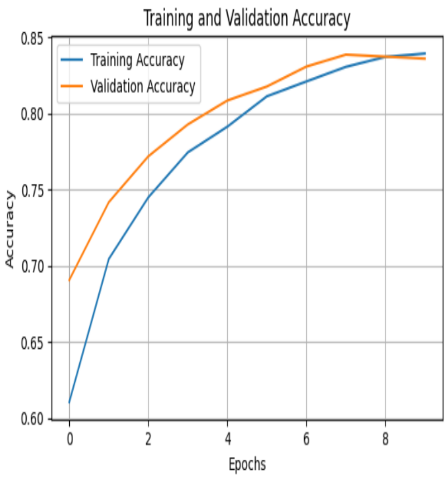 Training and Validation Accuracy
0.85
Training Accuracy
Validation Accuracy
0.80
0.75
Accuracy
0.70
0.65
0.60
0 2 4 6 8
Epochs